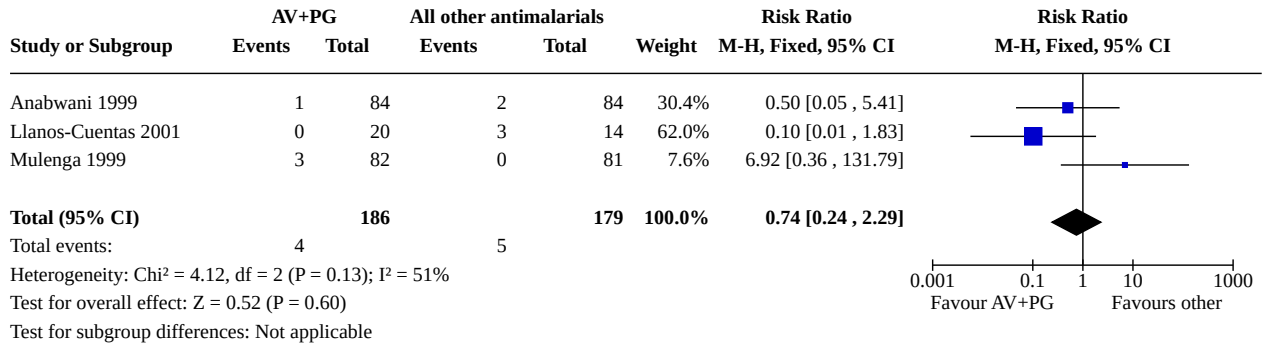 AV+PG All other antimalarials Risk Ratio Risk Ratio
Study or Subgroup Events Total Events Total Weight M-H, Fixed, 95% CI M-H, Fixed, 95% CI
Anabwani 1999 1 84 2 84 30.4% 0.50 [0.05 , 5.41]
Llanos-Cuentas 2001 0 20 3 14 62.0% 0.10 [0.01 , 1.83]
Mulenga 1999 3 82 0 81 7.6% 6.92 [0.36 , 131.79]
Total (95% CI) 186 179 100.0% 0.74 [0.24 , 2.29]
Total events: 4 5
Heterogeneity: Chi² = 4.12, df = 2 (P = 0.13); I² = 51%
0.001 0.1 1 10 1000
Test for overall effect: Z = 0.52 (P = 0.60)
Favour AV+PG Favours other
Test for subgroup differences: Not applicable